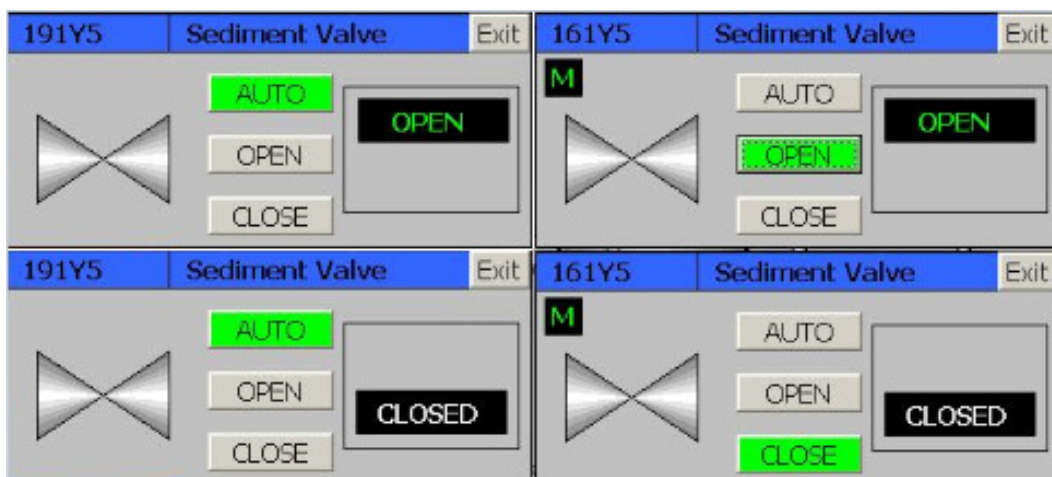 191Y5 Sediment Valve Exit
AUTO
OPEN
OPEN
CLOSE
161Y5 Sediment Valve Exit
M
AUTO
OPEN
OPEN
CLOSE
191Y5 Sediment Valve Exit
AUTO
OPEN
CLOSED
CLOSE
161Y5 Sediment Valve Exit
M
AUTO
OPEN
CLOSED
CLOSE